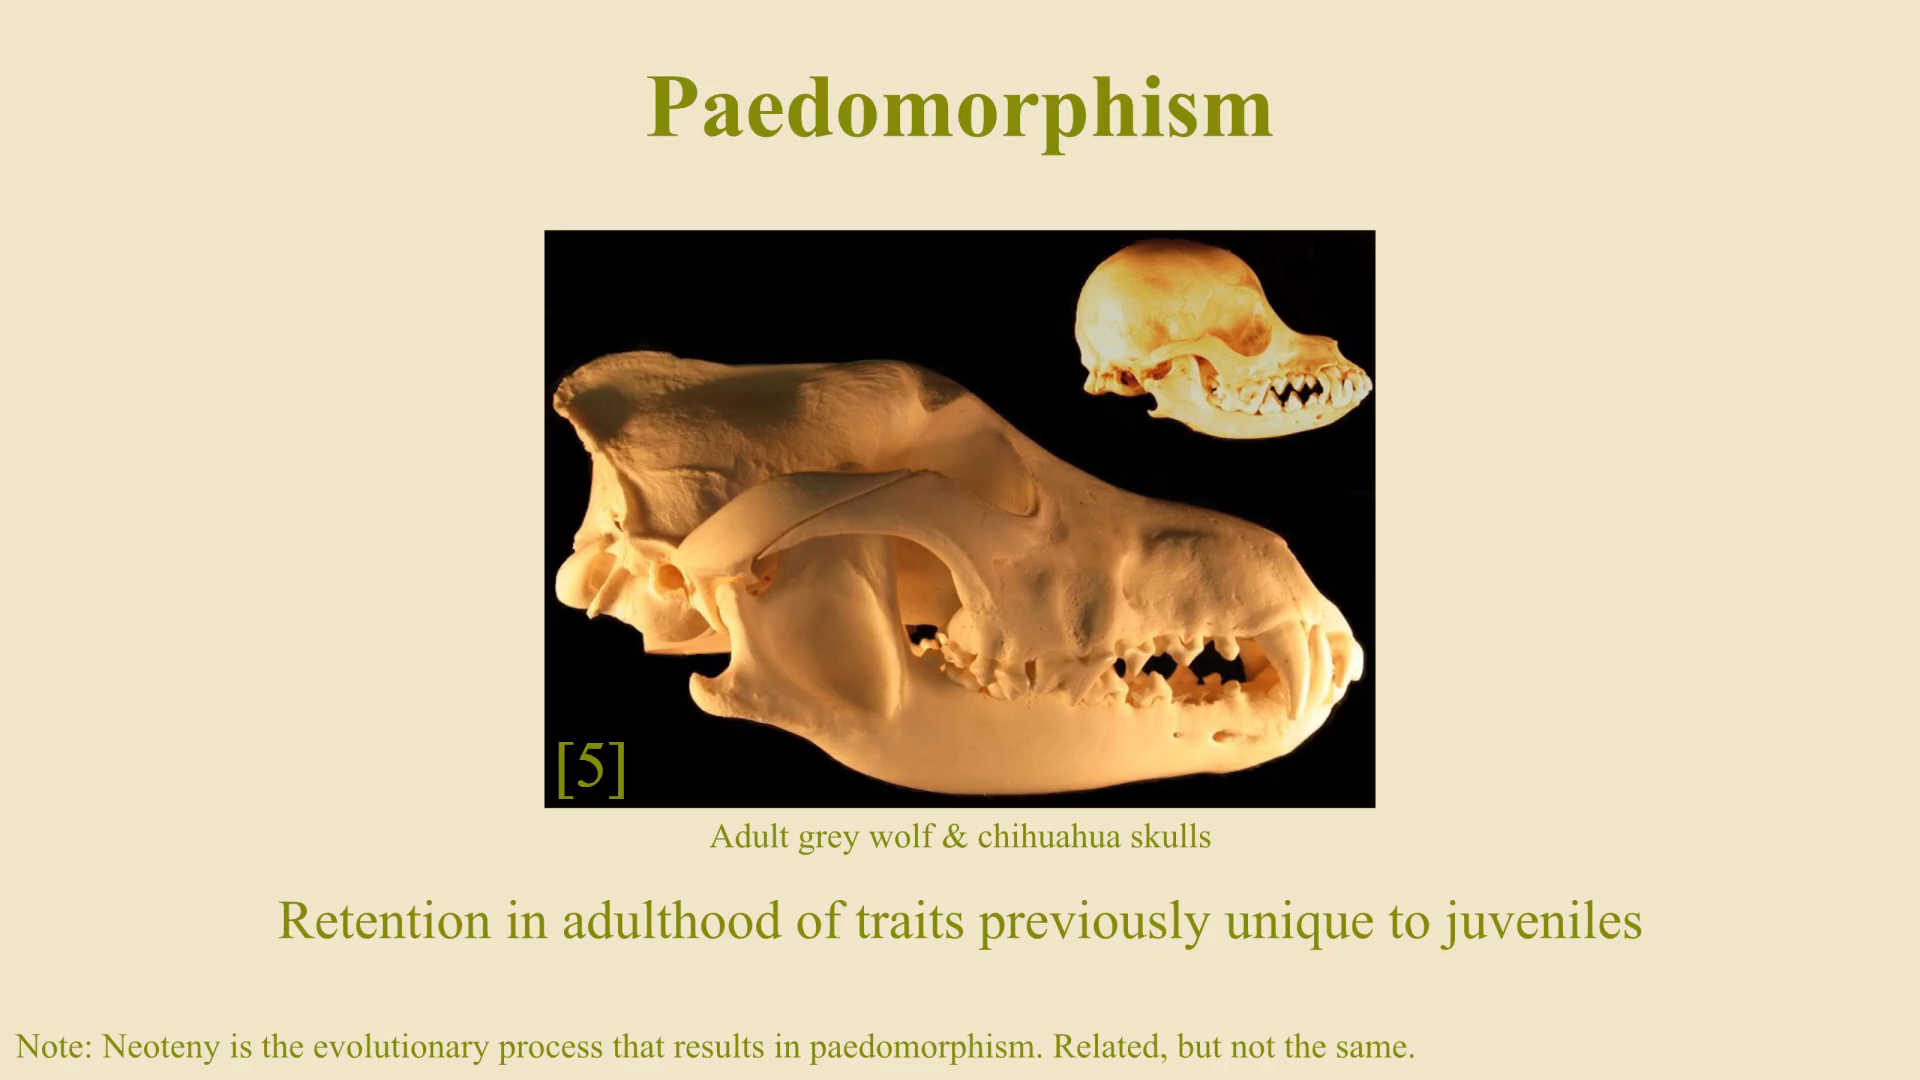 Paedomorphism
[5]
Adult grey wolf & chihuahua skulls
Retention in adulthood of traits previously unique to juveniles
Note: Neoteny is the evolutionary process that results in paedomorphism. Related, but not the same.